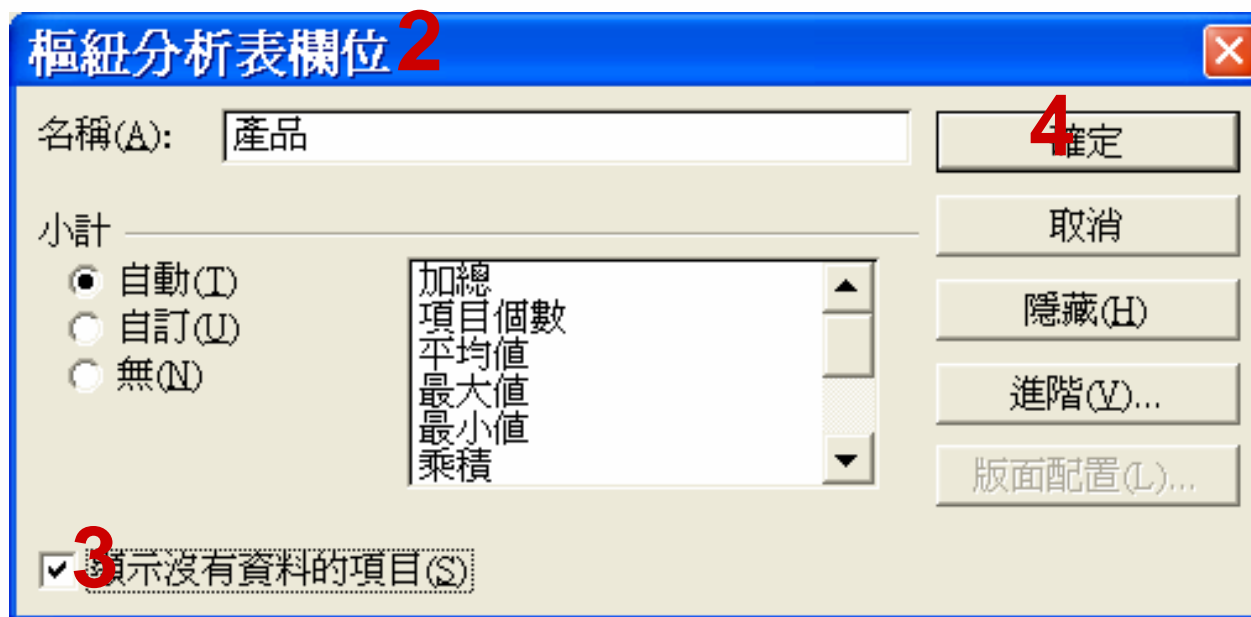 樞紐分析表欄位 2
名稱(A): 產品
4 確定
小計
取消
自動(T)
自訂(U)
無(N)
加總
項目個數
平均值
最大值
最小值
乘積
隱藏(H)
進階(V)...
版面配置(L)...
3 顯示沒有資料的項目(S)